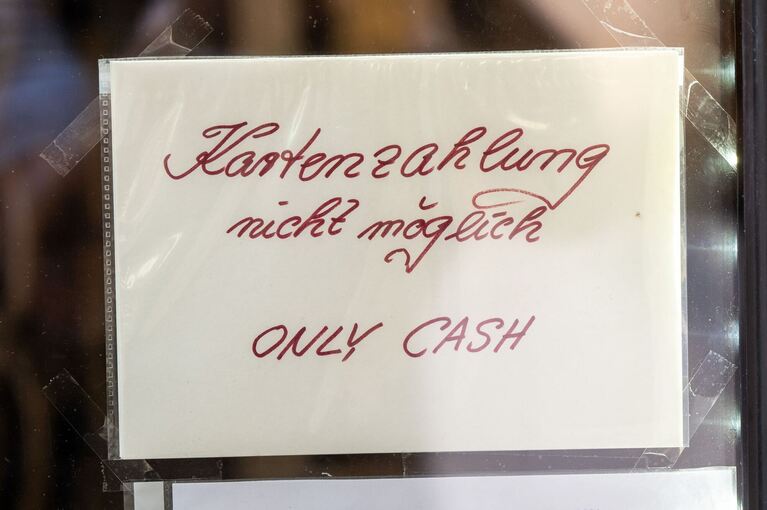 Kartenzahlung
nicht möglich
ONLY CASH